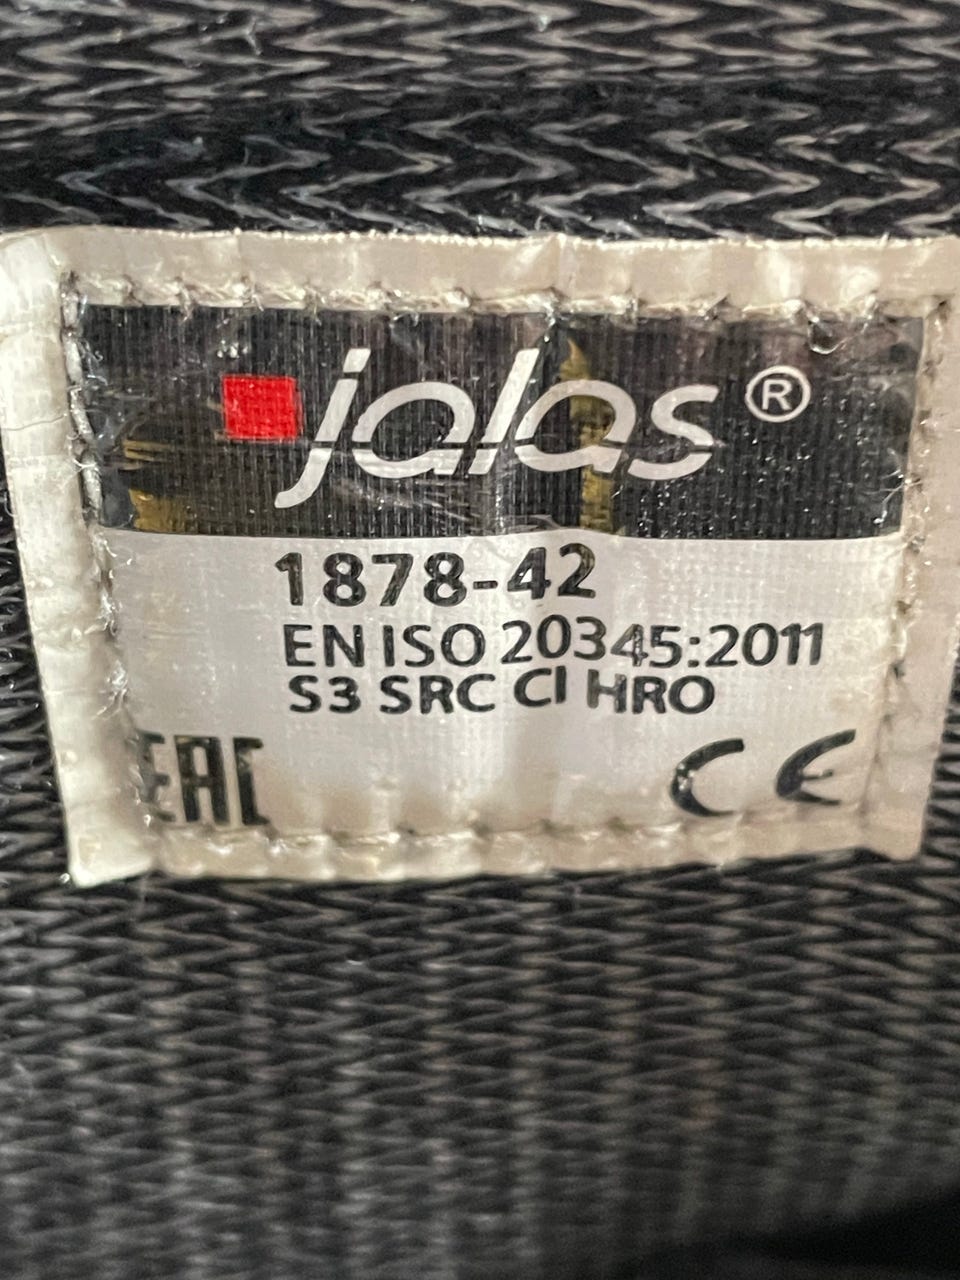 jalas ®
1878-42
EN ISO 20345:2011
S3 SRC CI HRO
EAC CE